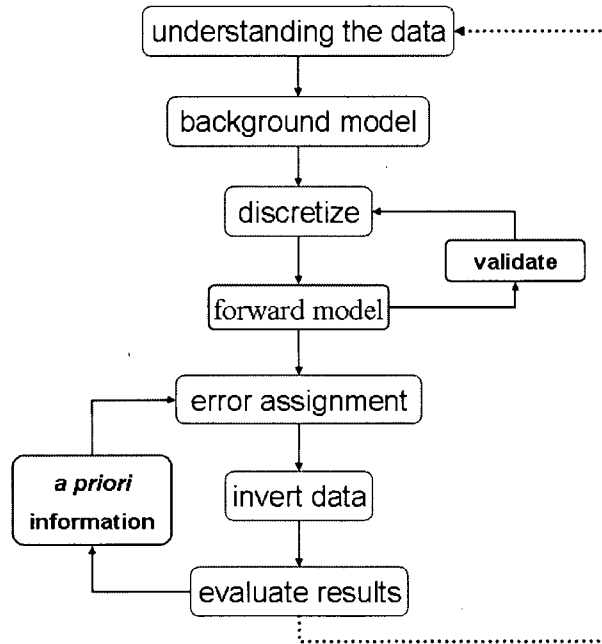 understanding the data
background model
discretize
validate
forward model
error assignment
a priori
information
invert data
evaluate results